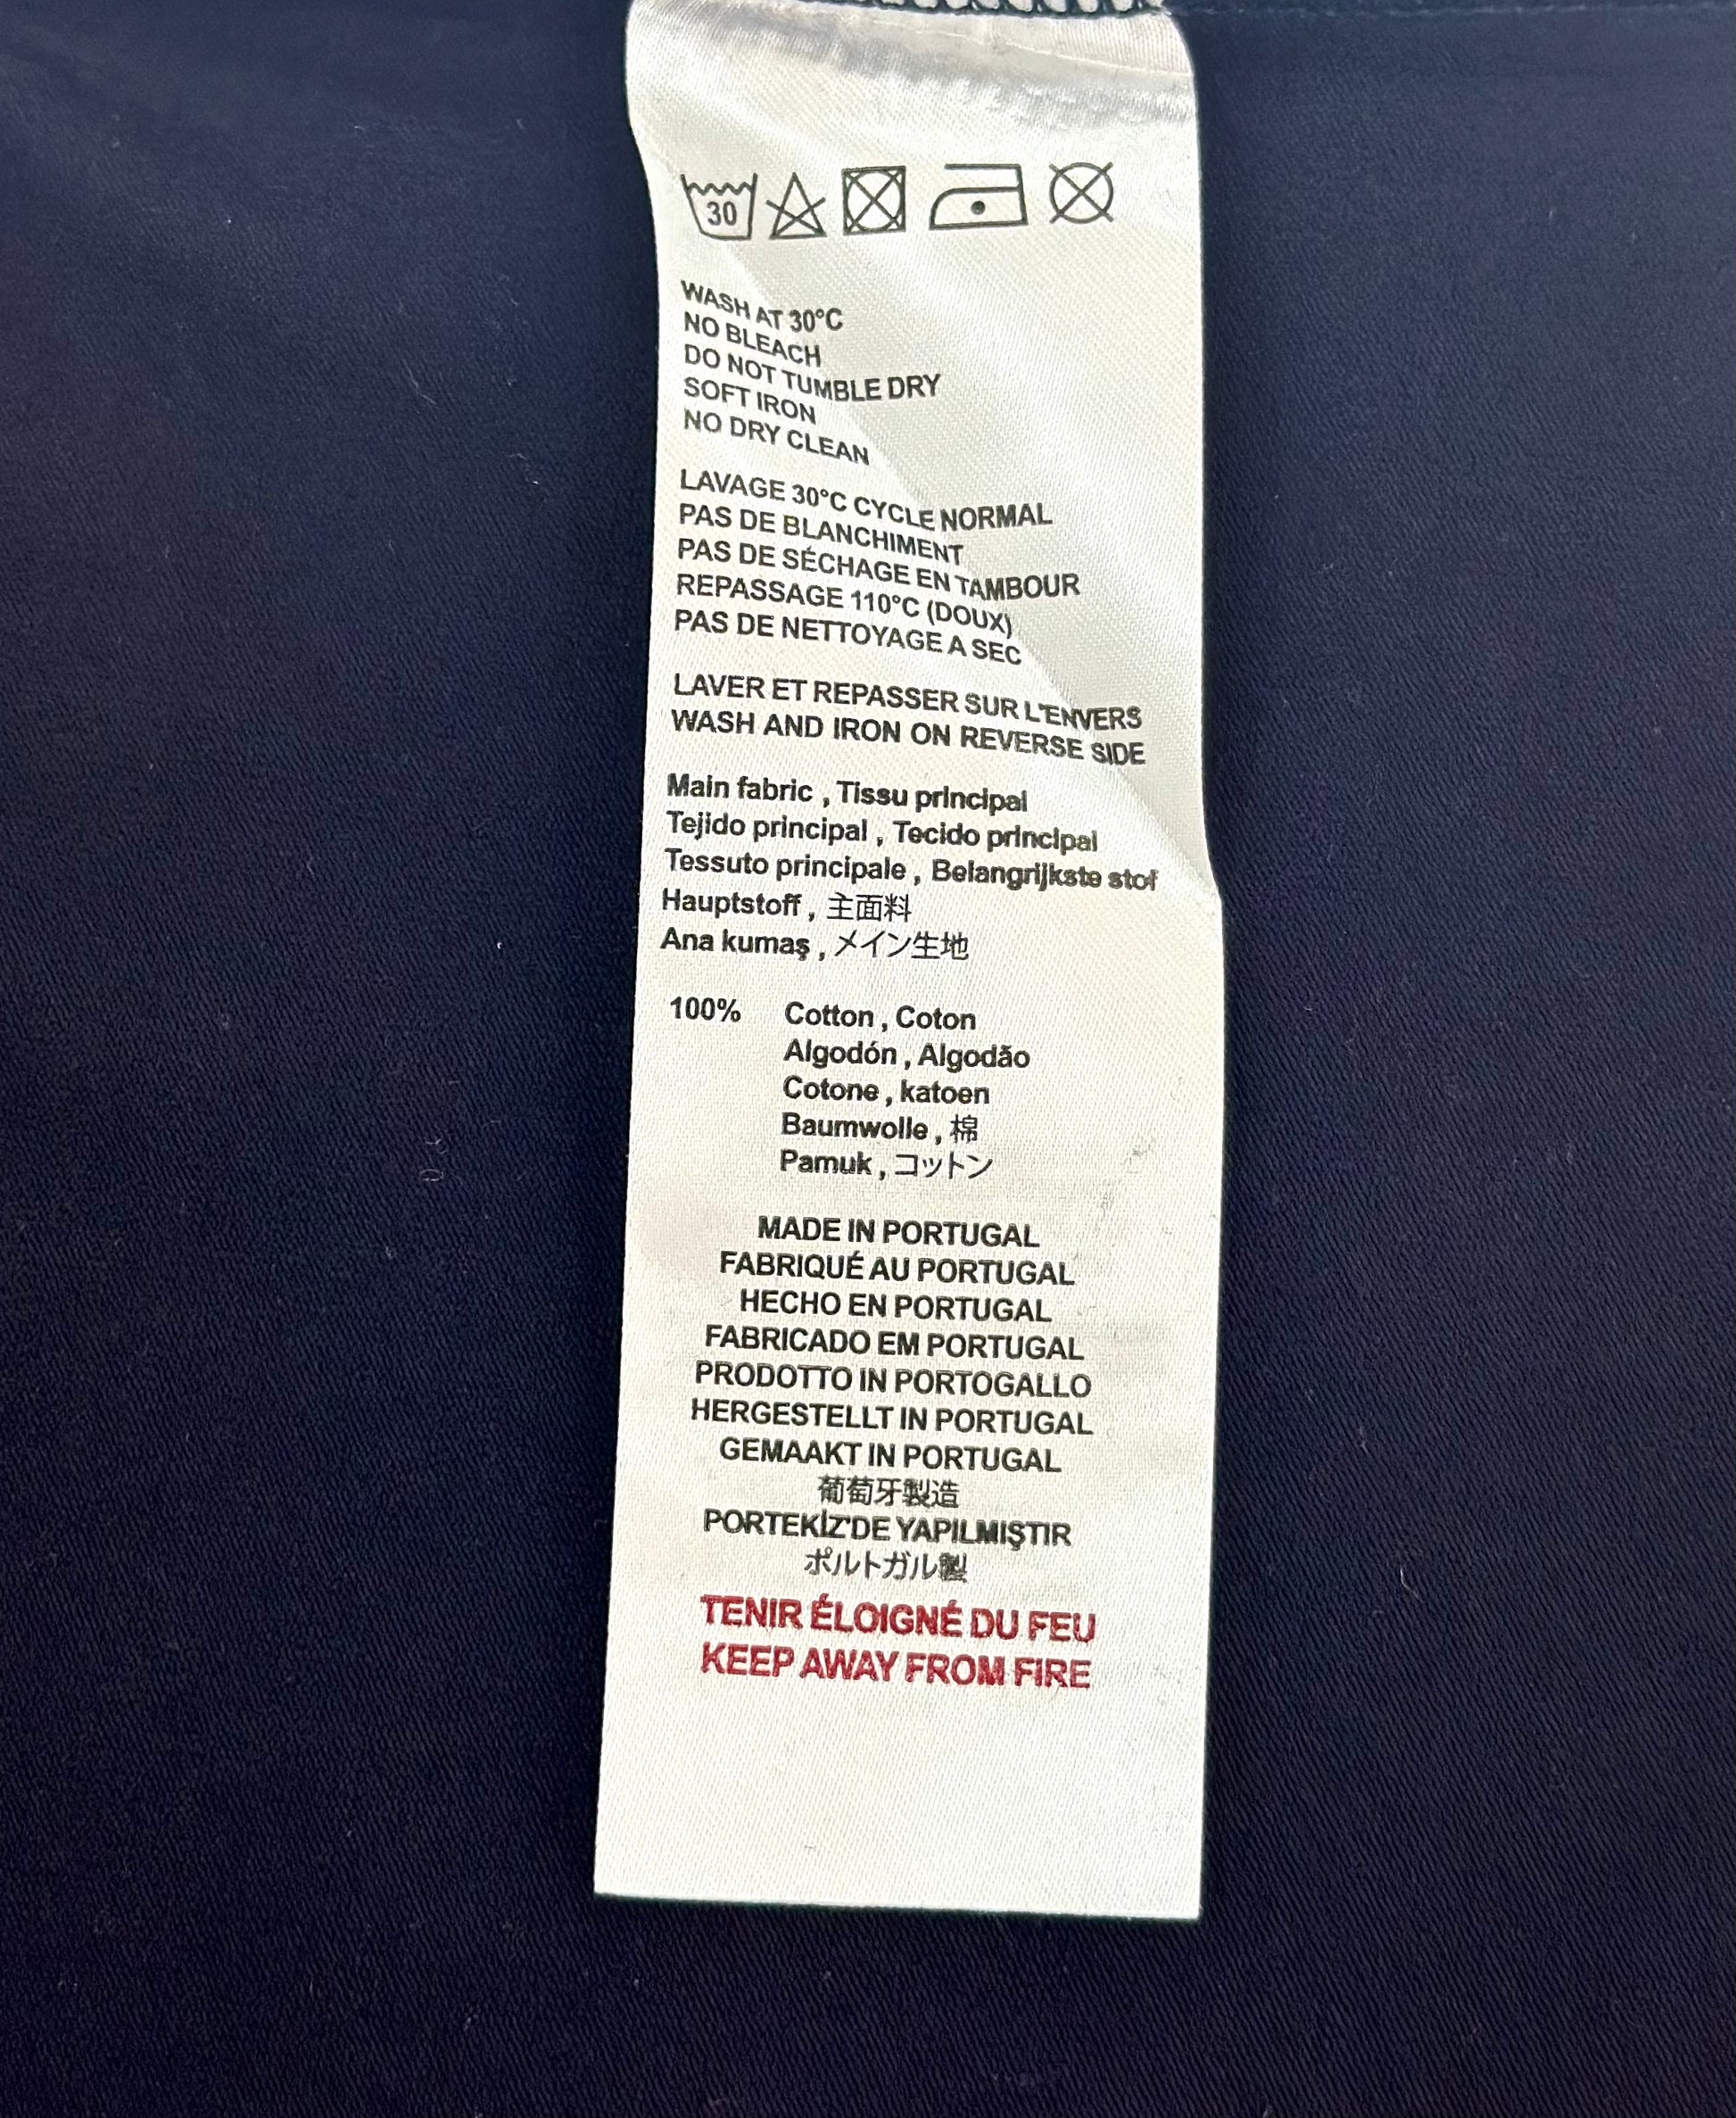 30
WASH AT 30°C
NO BLEACH
DO NOT TUMBLE DRY
SOFT IRON
NO DRY CLEAN
LAVAGE 30°C CYCLE NORMAL
PAS DE BLANCHIMENT
PAS DE SÉCHAGE EN TAMBOUR
REPASSAGE 110°C (DOUX)
PAS DE NETTOYAGE A SEC
LAVER ET REPASSER SUR L'ENVERS
WASH AND IRON ON REVERSE SIDE
Main fabric , Tissu principal
Tejido principal , Tecido principal
Tessuto principale , Belangrijkste stof
Hauptstoff , 主面料
Ana kumaş , メイン生地
100% Cotton , Coton
Algodón , Algodão
Cotone , katoen
Baumwolle , 棉
Pamuk , コットン
MADE IN PORTUGAL
FABRIQUÉ AU PORTUGAL
HECHO EN PORTUGAL
FABRICADO EM PORTUGAL
PRODOTTO IN PORTOGALLO
HERGESTELLT IN PORTUGAL
GEMAAKT IN PORTUGAL
葡萄牙製造
PORTEKİZ'DE YAPILMIŞTIR
ポルトガル製
TENIR ÉLOIGNÉ DU FEU
KEEP AWAY FROM FIRE